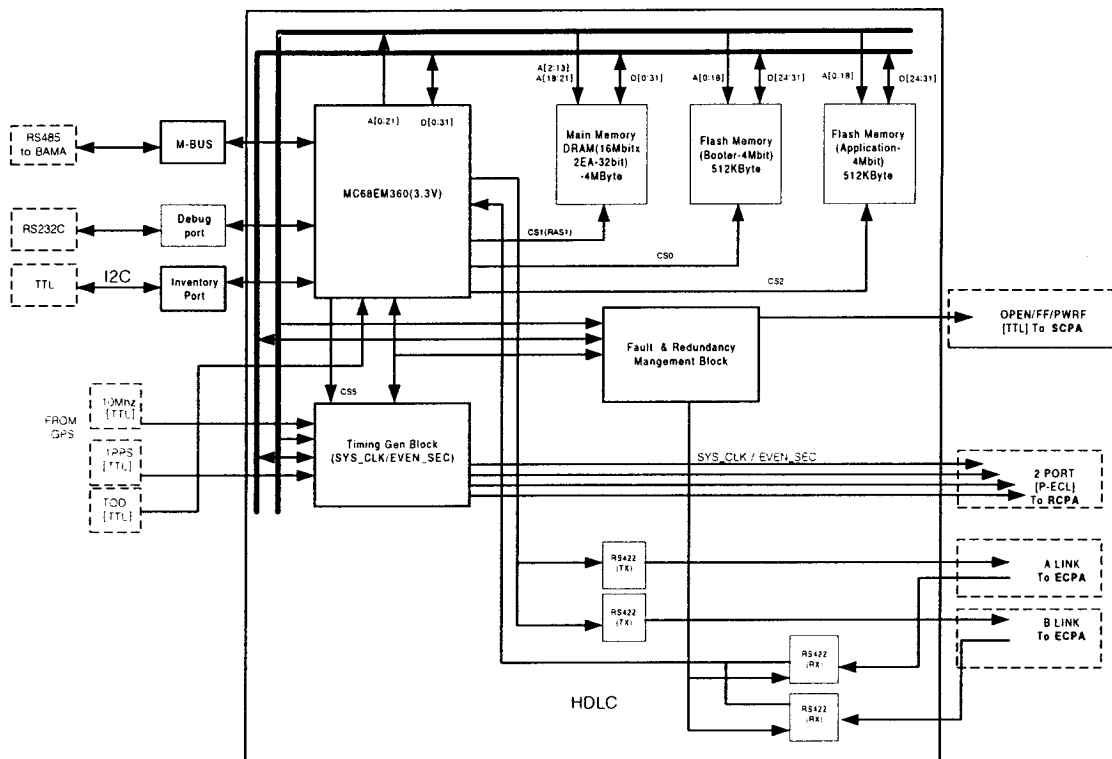 A[2:13]
A[18:21]
D[0:31]
A[0:18]
D[24:31]
A[0:18]
D[24:31]
A[0:21]
D[0:31]
RS485
to BAMA
M-BUS
MC68EM360(3.3V)
Main Memory
DRAM(16Mbitx
2EA-32bit)
-4MByte
Flash Memory
(Booter-4Mbit)
512KByte
Flash Memory
(Application-
4Mbit)
512KByte
RS232C
Debug
port
CS1(RAS1)
CS0
CS2
TTL
I2C
Inventory
Port
OPEN/FF/PWRF
[TTL] To SCPA
Fault & Redundancy
Mangement Block
CS5
FROM
GPS
10Mhz
[TTL]
1PPS
[TTL]
TOD
[TTL]
Timing Gen Block
(SYS_CLK/EVEN_SEC)
SYS_CLK / EVEN_SEC
2 PORT
[P-ECL}
To RCPA
RS422
(TX)
A LINK
To ECPA
RS422
(TX)
B LINK
To ECPA
RS422
(RX)
HDLC
RS422
(RX)